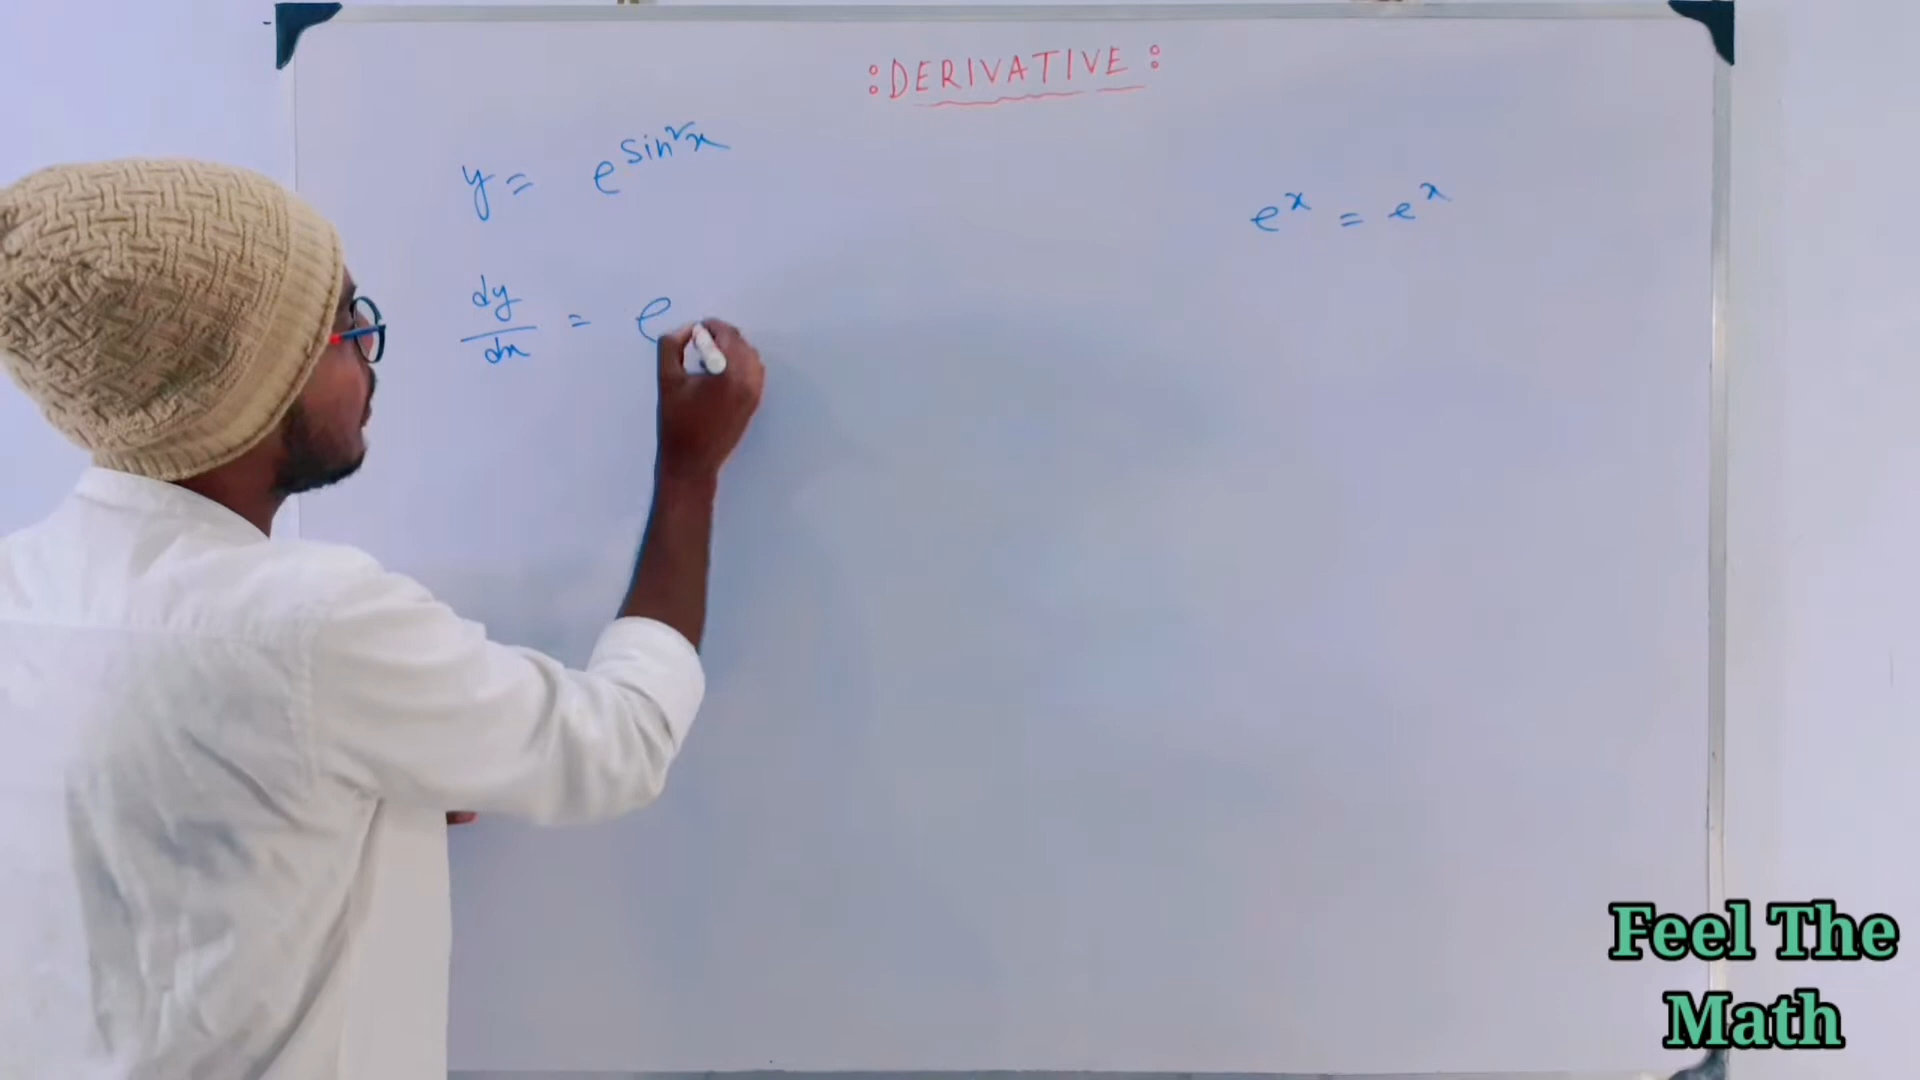 :DERIVATIVE:
y = e^sin²x
e^x = e^x
dy/dx = e
Feel The
Math